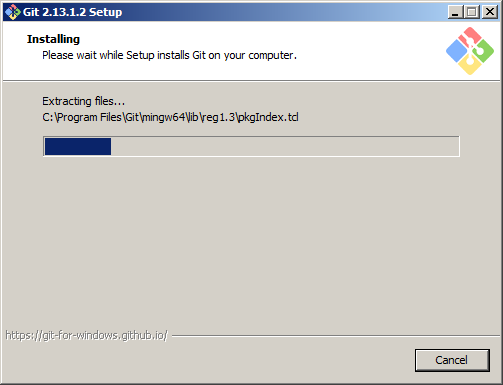 Git 2.13.1.2 Setup
Installing
Please wait while Setup installs Git on your computer.
Extracting files...
C:\Program Files\Git\mingw64\lib\reg1.3\pkgIndex.tcl
https://git-for-windows.github.io/
Cancel